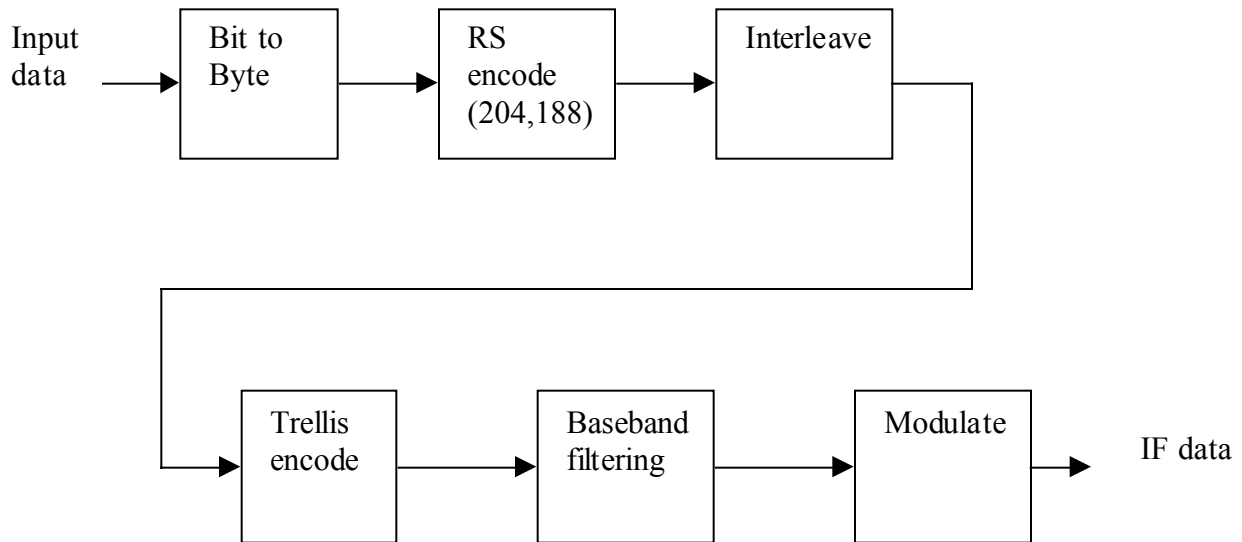 Input
data
Bit to
Byte
RS
encode
(204,188)
Interleave
Trellis
encode
Baseband
filtering
Modulate
IF data